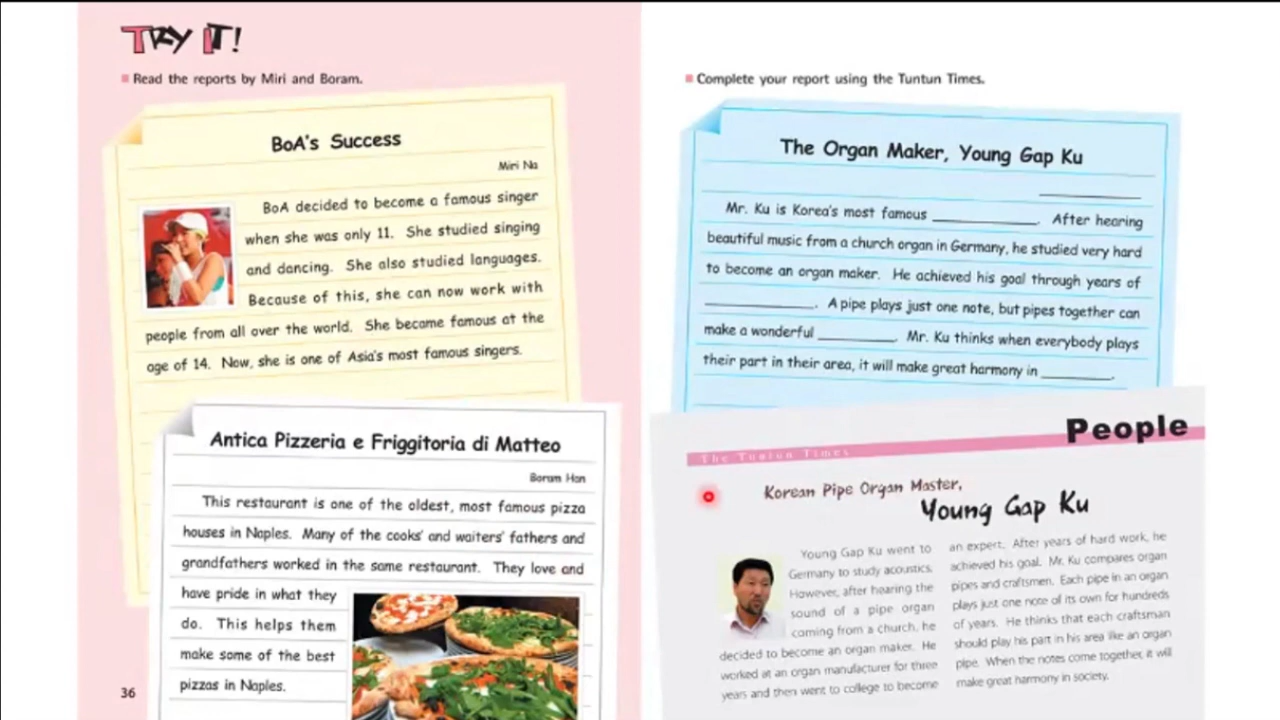 TRY IT!
Read the reports by Miri and Boram.
BoA's Success
Miri Na
BoA decided to become a famous singer
when she was only 11. She studied singing
and dancing. She also studied languages.
Because of this, she can now work with
people from all over the world. She became famous at the
age of 14. Now, she is one of Asia's most famous singers.
Antica Pizzeria e Friggitoria di Matteo
Boram Han
This restaurant is one of the oldest, most famous pizza
houses in Naples. Many of the cooks' and waiters' fathers and
grandfathers worked in the same restaurant. They love and
have pride in what they
do. This helps them
make some of the best
pizzas in Naples.
36
Complete your report using the Tuntun Times.
The Organ Maker, Young Gap Ku
Mr. Ku is Korea's most famous ____________. After hearing
beautiful music from a church organ in Germany, he studied very hard
to become an organ maker. He achieved his goal through years of
____________. A pipe plays just one note, but pipes together can
make a wonderful _________. Mr. Ku thinks when everybody plays
their part in their area, it will make great harmony in ________.
People
The Tuntun Times
Korean Pipe Organ Master,
Young Gap Ku
Young Gap Ku went to
Germany to study acoustics.
However, after hearing the
sound of a pipe organ
coming from a church, he
decided to become an organ maker. He
worked at an organ manufacturer for three
years and then went to college to become
an expert. After years of hard work, he
achieved his goal. Mr. Ku compares organ
pipes and craftsmen. Each pipe in an organ
plays just one note of its own for hundreds
of years. He thinks that each craftsman
should play his part in his area like an organ
pipe. When the notes come together, it will
make great harmony in society.